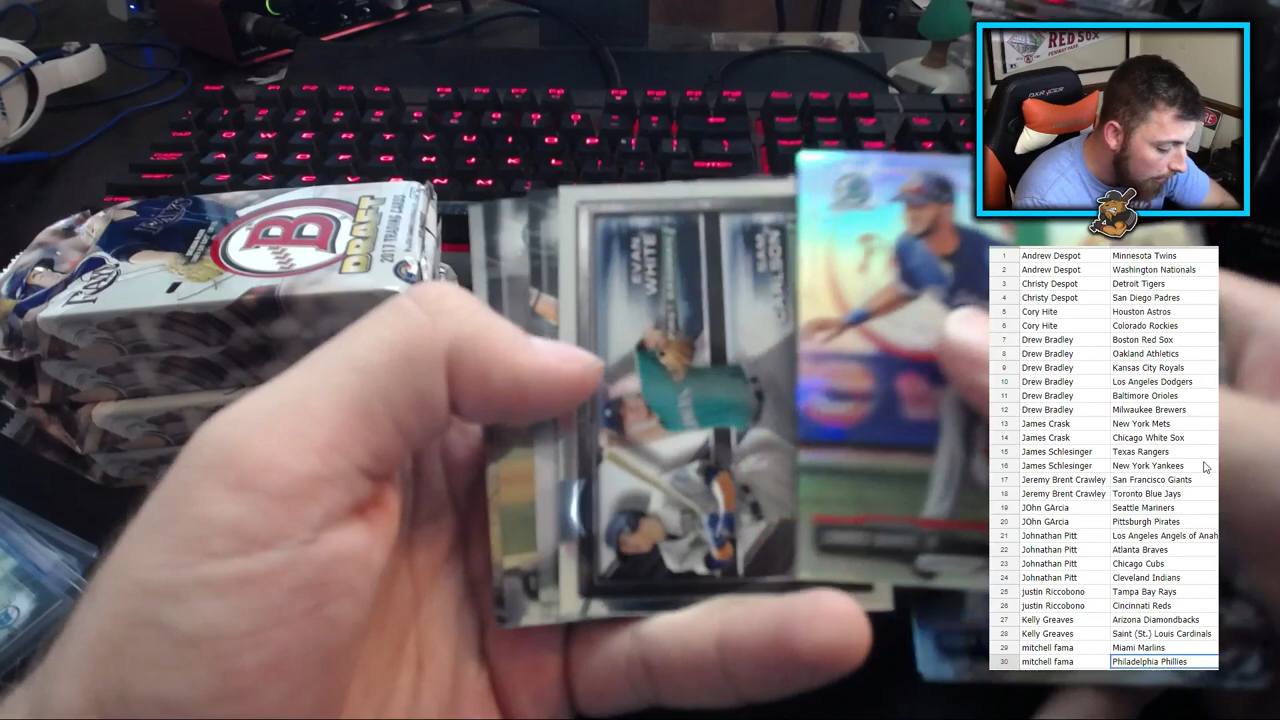 RED SOX
FENWAY PARK
DXRACER
B
DRAFT
2017 TRADING CARDS
RAYS
EVAN
WHITE
SAM
CARLSON
1 Andrew Despot Minnesota Twins
2 Andrew Despot Washington Nationals
3 Christy Despot Detroit Tigers
4 Christy Despot San Diego Padres
5 Cory Hite Houston Astros
6 Cory Hite Colorado Rockies
7 Drew Bradley Boston Red Sox
8 Drew Bradley Oakland Athletics
9 Drew Bradley Kansas City Royals
10 Drew Bradley Los Angeles Dodgers
11 Drew Bradley Baltimore Orioles
12 Drew Bradley Milwaukee Brewers
13 James Crask New York Mets
14 James Crask Chicago White Sox
15 James Schlesinger Texas Rangers
16 James Schlesinger New York Yankees
17 Jeremy Brent Crawley San Francisco Giants
18 Jeremy Brent Crawley Toronto Blue Jays
19 JOhn GArcia Seattle Mariners
20 JOhn GArcia Pittsburgh Pirates
21 Johnathan Pitt Los Angeles Angels of Anah
22 Johnathan Pitt Atlanta Braves
23 Johnathan Pitt Chicago Cubs
24 Johnathan Pitt Cleveland Indians
25 justin Riccobono Tampa Bay Rays
26 justin Riccobono Cincinnati Reds
27 Kelly Greaves Arizona Diamondbacks
28 Kelly Greaves Saint (St.) Louis Cardinals
29 mitchell fama Miami Marlins
30 mitchell fama Philadelphia Phillies